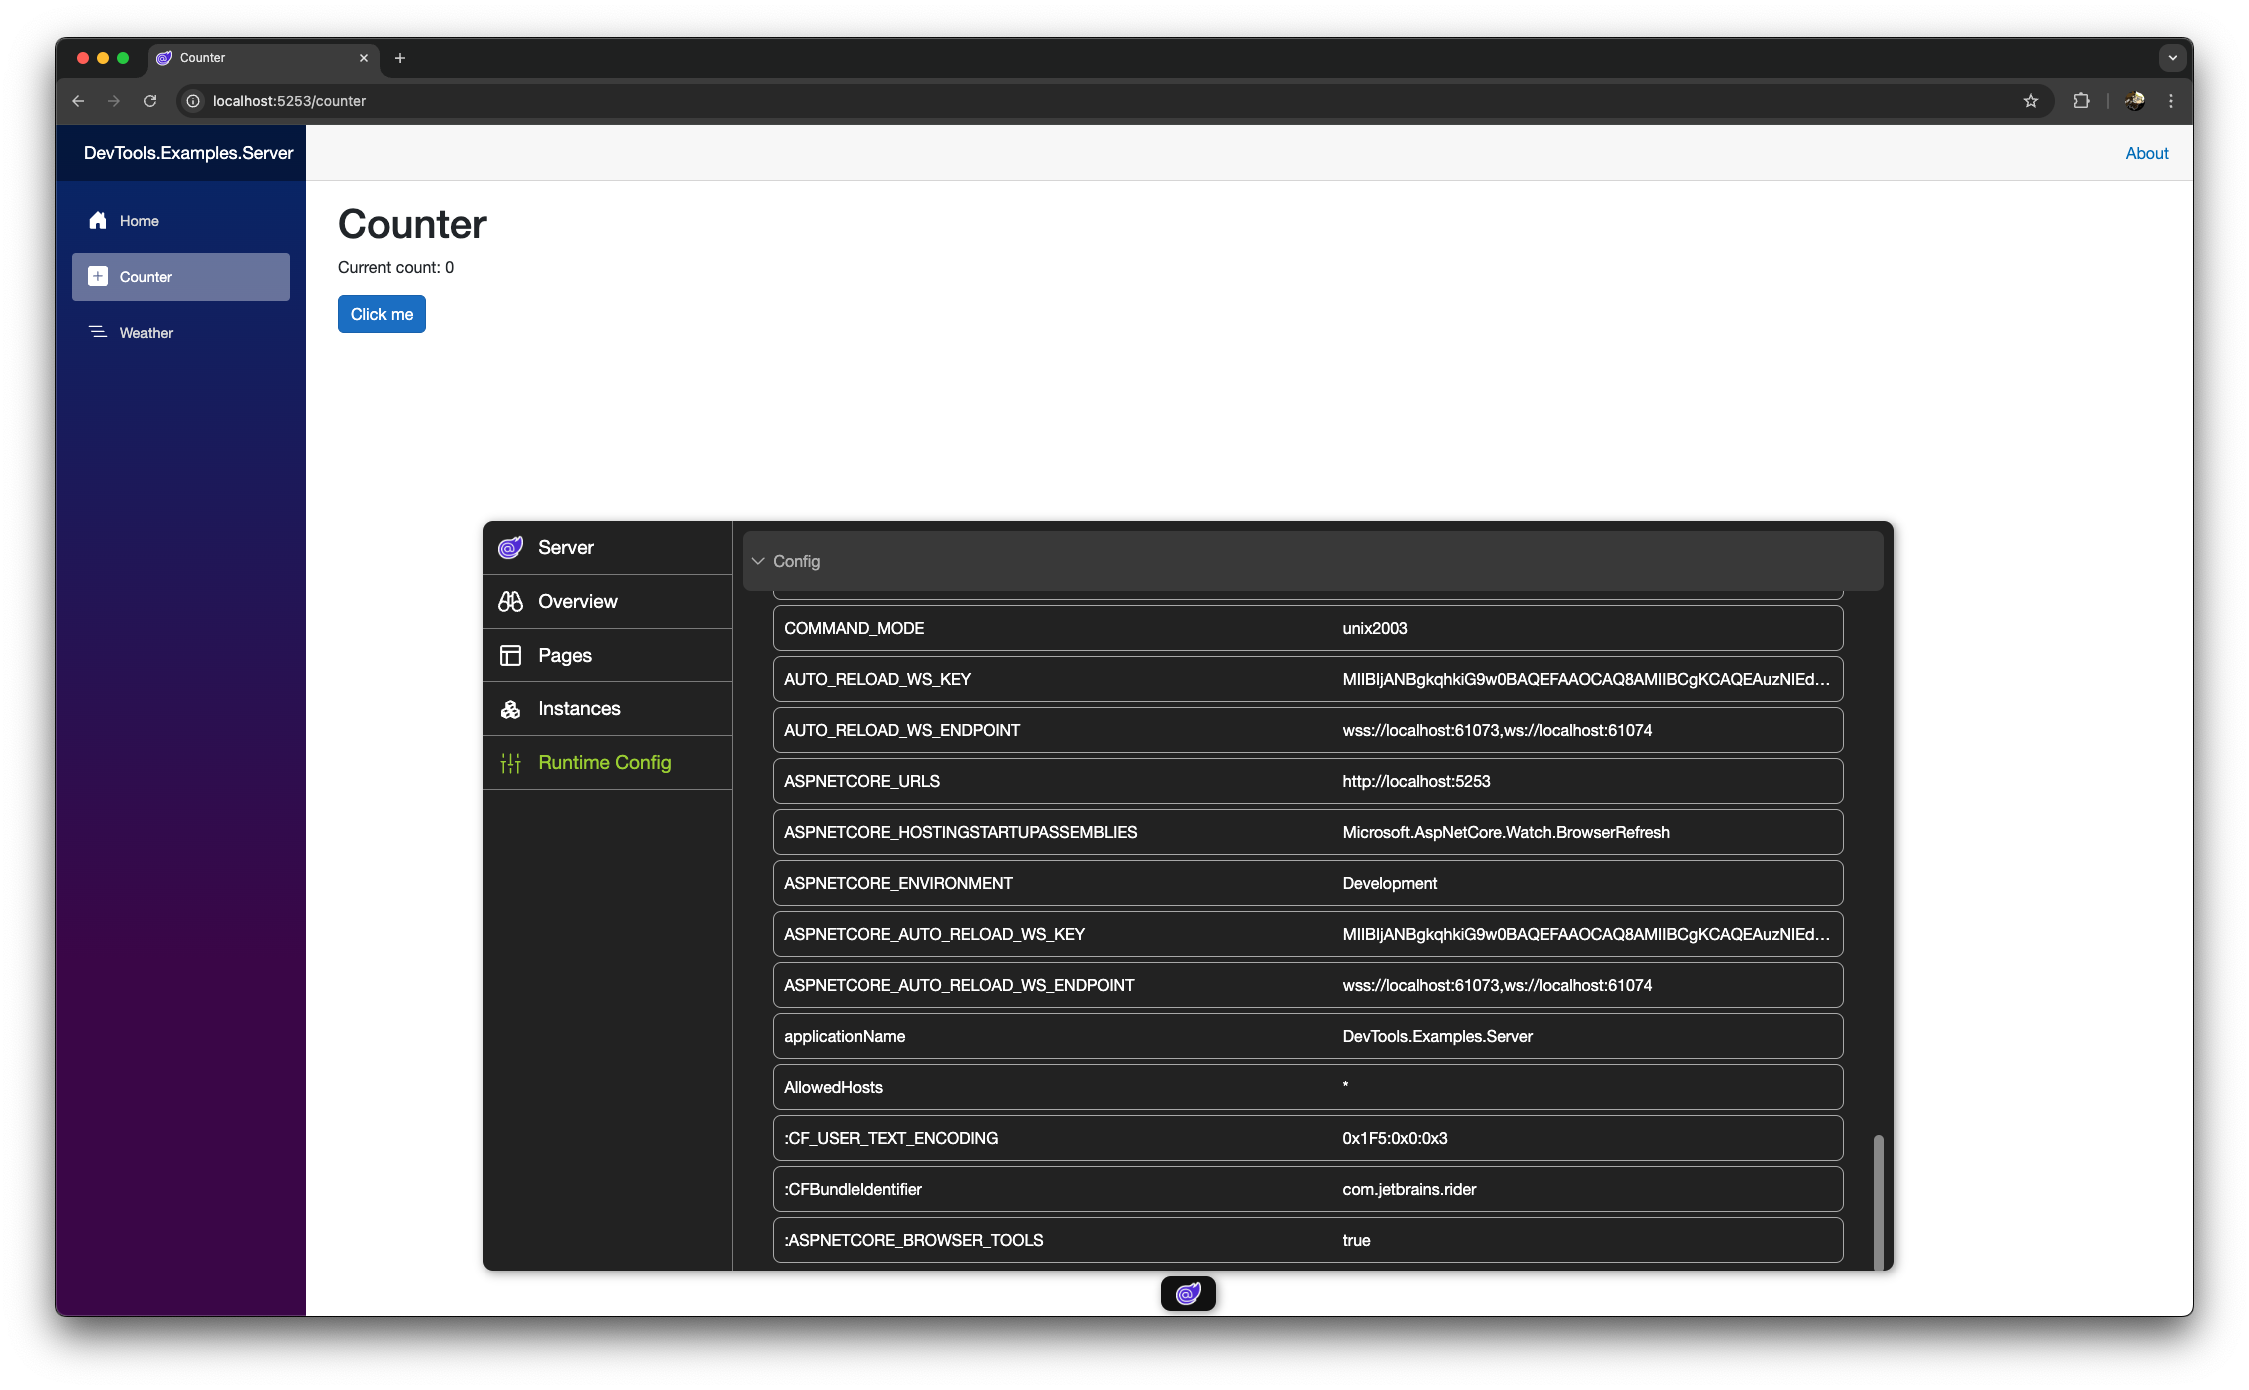 Counter
localhost:5253/counter
DevTools.Examples.Server
About
Home
Counter
Weather
Counter
Current count: 0
Click me
Server
Overview
Pages
Instances
Runtime Config
Config
COMMAND_MODE unix2003
AUTO_RELOAD_WS_KEY MIIBIjANBgkqhkiG9w0BAQEFAAOCAQ8AMIIBCgKCAQEAuzNIEd...
AUTO_RELOAD_WS_ENDPOINT wss://localhost:61073,ws://localhost:61074
ASPNETCORE_URLS http://localhost:5253
ASPNETCORE_HOSTINGSTARTUPASSEMBLIES Microsoft.AspNetCore.Watch.BrowserRefresh
ASPNETCORE_ENVIRONMENT Development
ASPNETCORE_AUTO_RELOAD_WS_KEY MIIBIjANBgkqhkiG9w0BAQEFAAOCAQ8AMIIBCgKCAQEAuzNIEd...
ASPNETCORE_AUTO_RELOAD_WS_ENDPOINT wss://localhost:61073,ws://localhost:61074
applicationName DevTools.Examples.Server
AllowedHosts *
:CF_USER_TEXT_ENCODING 0x1F5:0x0:0x3
:CFBundleIdentifier com.jetbrains.rider
:ASPNETCORE_BROWSER_TOOLS true